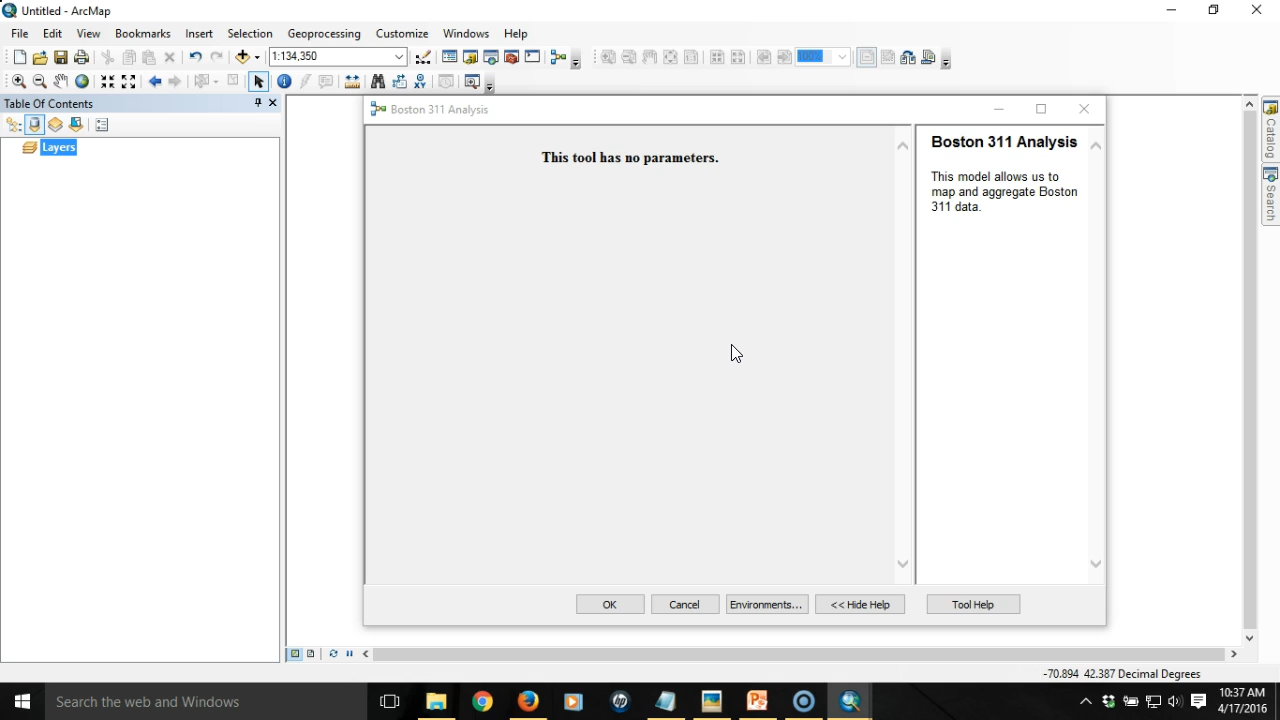 Untitled - ArcMap
File Edit View Bookmarks Insert Selection Geoprocessing Customize Windows Help
1:134,350
100%
Table Of Contents
Layers
Boston 311 Analysis
This tool has no parameters.
Boston 311 Analysis
This model allows us to
map and aggregate Boston
311 data.
OK Cancel Environments... << Hide Help Tool Help
Catalog
Search
-70.894 42.387 Decimal Degrees
Search the web and Windows
10:37 AM
4/17/2016